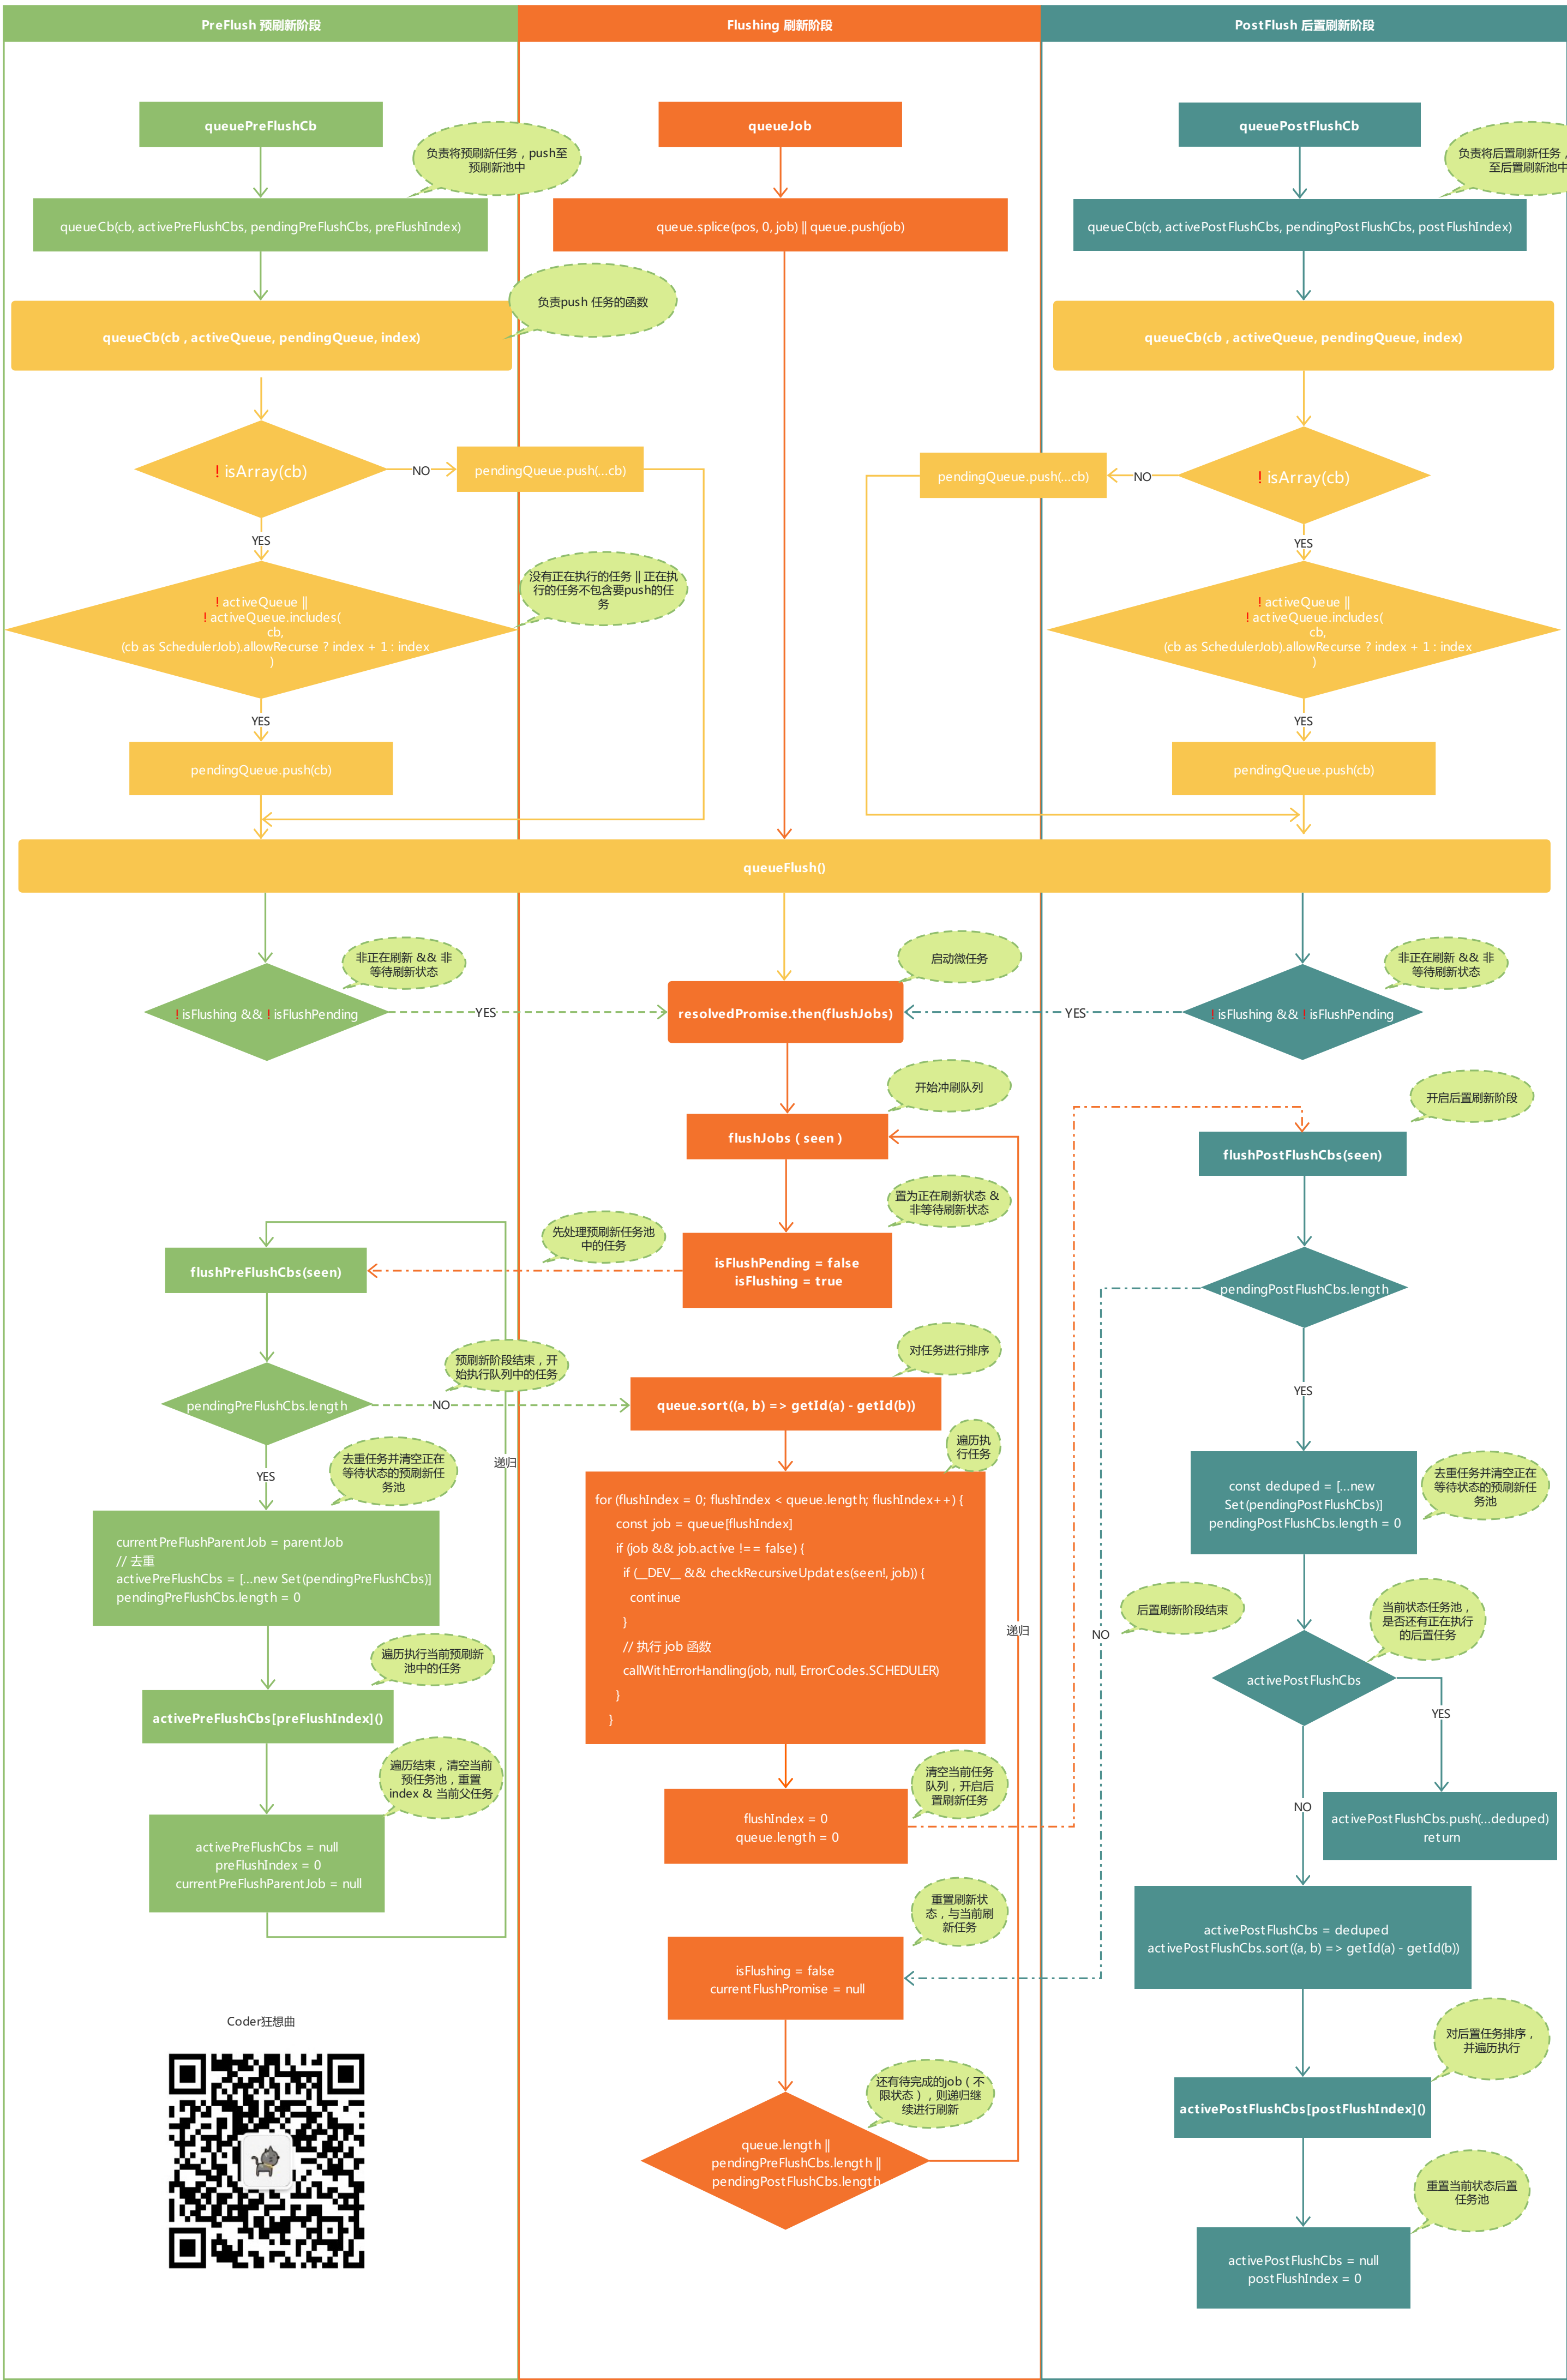 PreFlush 预刷新阶段
Flushing 刷新阶段
PostFlush 后置刷新阶段
queuePreFlushCb
负责将预刷新任务，push至
预刷新池中
queueCb(cb, activePreFlushCbs, pendingPreFlushCbs, preFlushIndex)
负责push 任务的函数
queueCb(cb , activeQueue, pendingQueue, index)
! isArray(cb)
NO
pendingQueue.push(...cb)
YES
没有正在执行的任务 || 正在执
行的任务不包含要push的任
务
! activeQueue ||
! activeQueue.includes(
cb,
(cb as SchedulerJob).allowRecurse ? index + 1 : index
)
YES
pendingQueue.push(cb)
queueJob
queue.splice(pos, 0, job) || queue.push(job)
queuePostFlushCb
负责将后置刷新任务，
至后置刷新池中
queueCb(cb, activePostFlushCbs, pendingPostFlushCbs, postFlushIndex)
queueCb(cb , activeQueue, pendingQueue, index)
! isArray(cb)
NO
pendingQueue.push(...cb)
YES
! activeQueue ||
! activeQueue.includes(
cb,
(cb as SchedulerJob).allowRecurse ? index + 1 : index
)
YES
pendingQueue.push(cb)
queueFlush()
非正在刷新 && 非
等待刷新状态
! isFlushing && ! isFlushPending
YES
启动微任务
resolvedPromise.then(flushJobs)
YES
非正在刷新 && 非
等待刷新状态
! isFlushing && ! isFlushPending
开始冲刷队列
flushJobs ( seen )
置为正在刷新状态 &
非等待刷新状态
isFlushPending = false
isFlushing = true
先处理预刷新任务池
中的任务
flushPreFlushCbs(seen)
预刷新阶段结束，开
始执行队列中的任务
pendingPreFlushCbs.length
NO
YES
递归
去重任务并清空正在
等待状态的预刷新任
务池
currentPreFlushParentJob = parentJob
// 去重
activePreFlushCbs = [...new Set(pendingPreFlushCbs)]
pendingPreFlushCbs.length = 0
遍历执行当前预刷新
池中的任务
activePreFlushCbs[preFlushIndex]()
遍历结束，清空当前
预任务池，重置
index & 当前父任务
activePreFlushCbs = null
preFlushIndex = 0
currentPreFlushParentJob = null
对任务进行排序
queue.sort((a, b) => getId(a) - getId(b))
遍历执
行任务
for (flushIndex = 0; flushIndex < queue.length; flushIndex++) {
const job = queue[flushIndex]
if (job && job.active !== false) {
if (__DEV__ && checkRecursiveUpdates(seen!, job)) {
continue
}
// 执行 job 函数
callWithErrorHandling(job, null, ErrorCodes.SCHEDULER)
}
}
递归
清空当前任务
队列，开启后
置刷新任务
flushIndex = 0
queue.length = 0
重置刷新状
态，与当前刷
新任务
isFlushing = false
currentFlushPromise = null
还有待完成的job（不
限状态），则递归继
续进行刷新
queue.length ||
pendingPreFlushCbs.length ||
pendingPostFlushCbs.length
开启后置刷新阶段
flushPostFlushCbs(seen)
pendingPostFlushCbs.length
YES
去重任务并清空正在
等待状态的预刷新任
务池
const deduped = [...new
Set(pendingPostFlushCbs)]
pendingPostFlushCbs.length = 0
后置刷新阶段结束
NO
当前状态任务池，
是否还有正在执行
的后置任务
activePostFlushCbs
YES
activePostFlushCbs.push(...deduped)
return
NO
activePostFlushCbs = deduped
activePostFlushCbs.sort((a, b) => getId(a) - getId(b))
对后置任务排序，
并遍历执行
activePostFlushCbs[postFlushIndex]()
重置当前状态后置
任务池
activePostFlushCbs = null
postFlushIndex = 0
Coder狂想曲